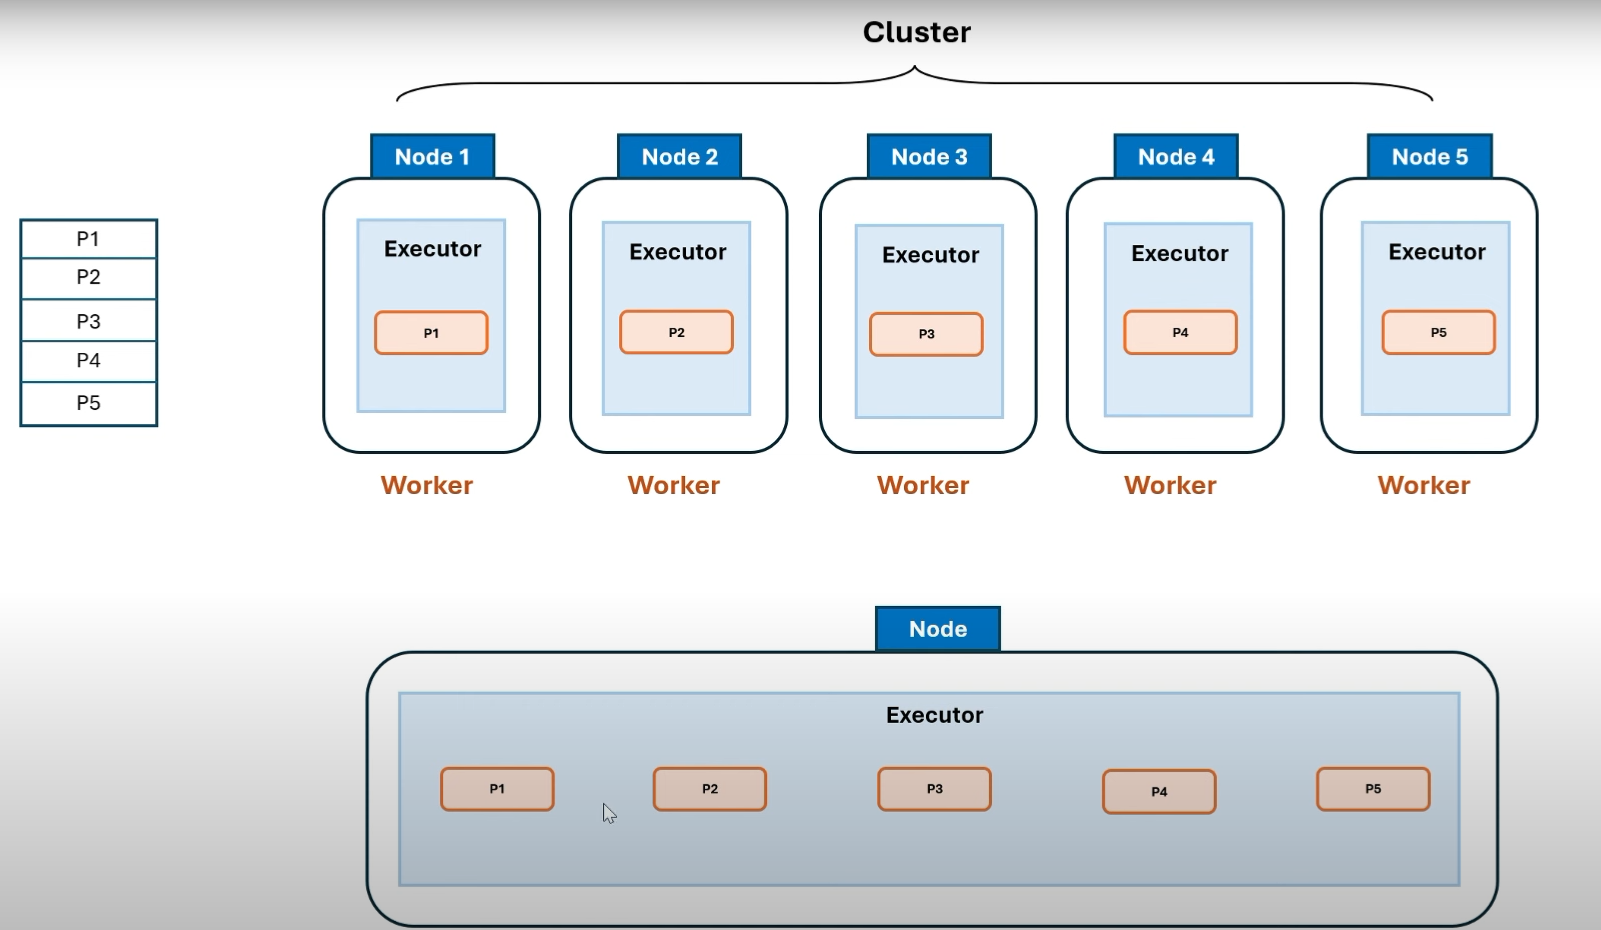 Cluster
Node 1
Node 2
Node 3
Node 4
Node 5
P1
P2
P3
P4
P5
Executor
P1
Executor
P2
Executor
P3
Executor
P4
Executor
P5
Worker
Worker
Worker
Worker
Worker
Node
Executor
P1
P2
P3
P4
P5